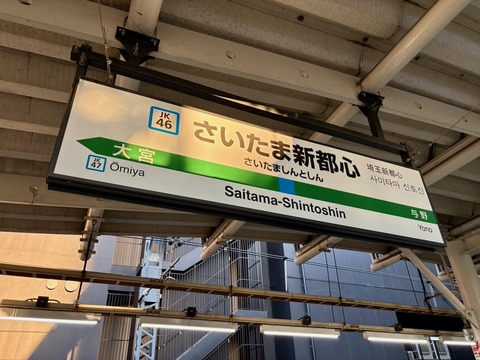 JK
46
さいたま新都心
さいたましんとしん
埼玉新都心
사이타마 신토신
大宮
JK
47
Ōmiya
Saitama-Shintoshin
与野
Yono